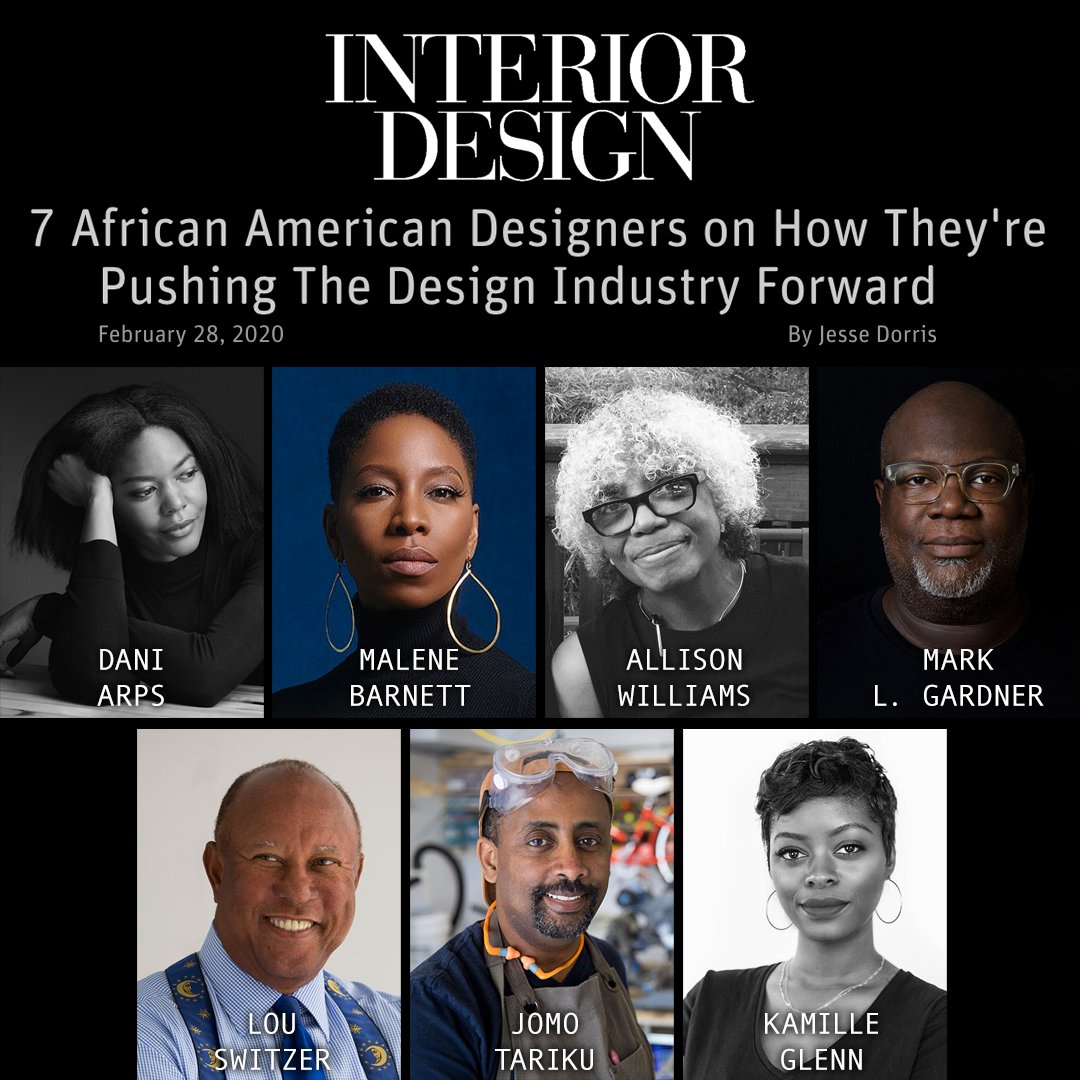 INTERIOR
DESIGN
7 African American Designers on How They're
Pushing The Design Industry Forward
February 28, 2020
By Jesse Dorris
DANI
ARPS
MALENE
BARNETT
ALLISON
WILLIAMS
MARK
L. GARDNER
LOU
SWITZER
JOMO
TARIKU
KAMILLE
GLENN